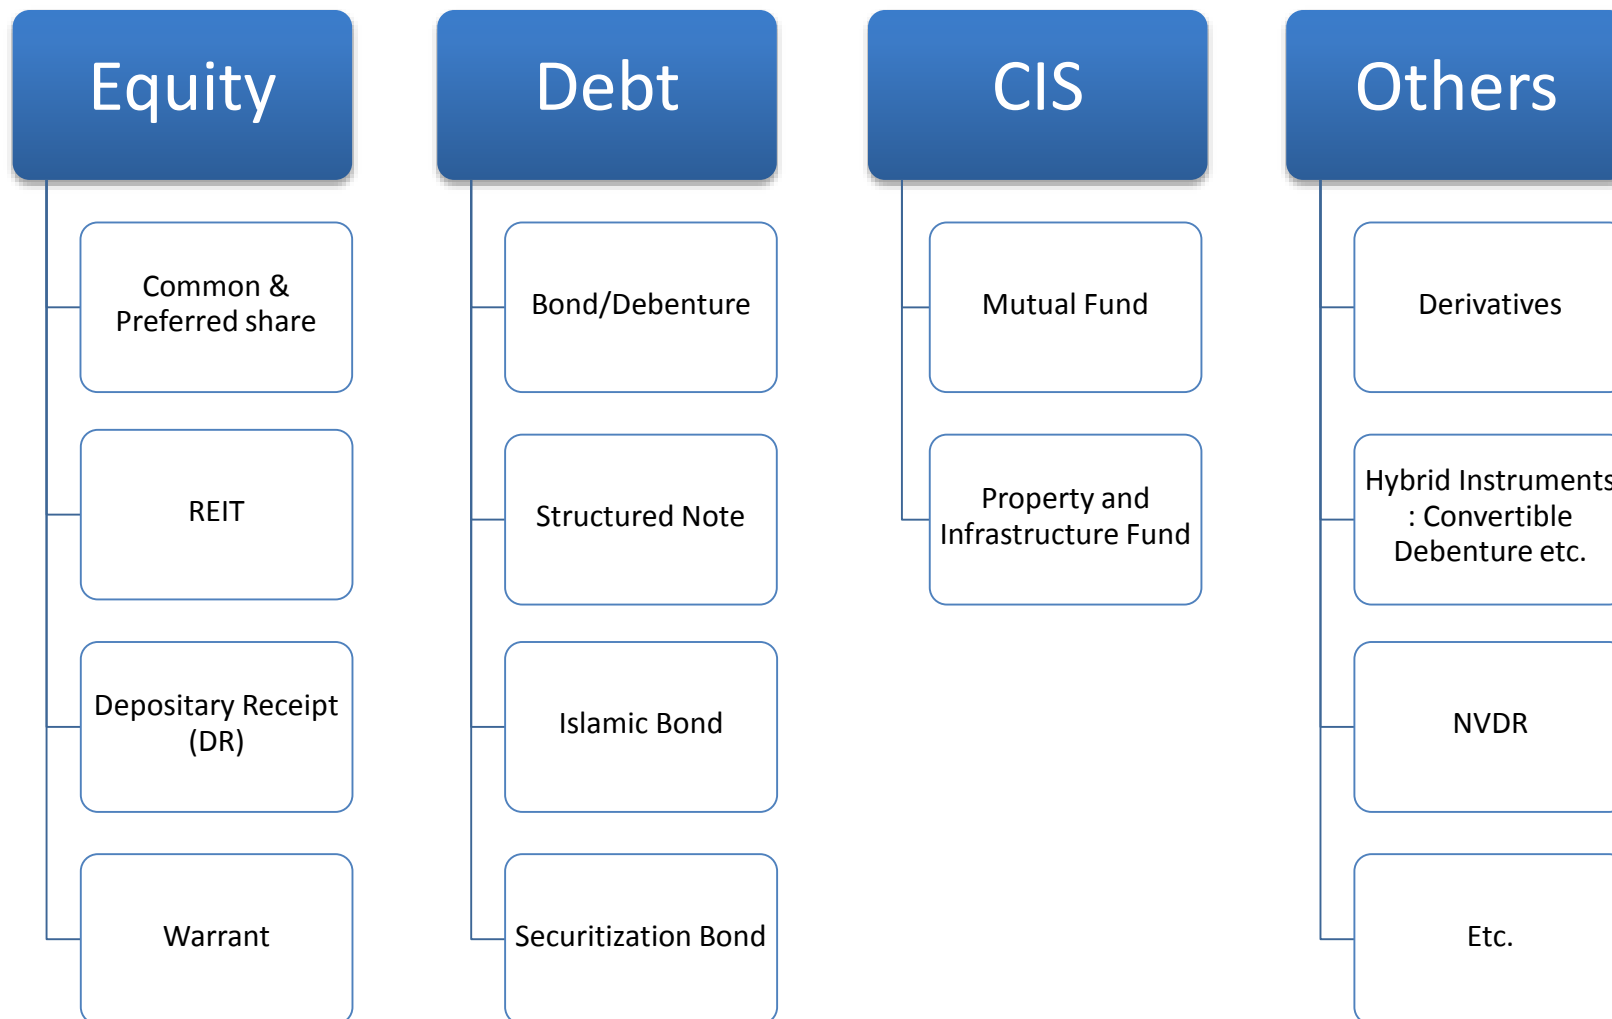 Equity
Common &
Preferred share
REIT
Depositary Receipt
(DR)
Warrant
Debt
Bond/Debenture
Structured Note
Islamic Bond
Securitization Bond
CIS
Mutual Fund
Property and
Infrastructure Fund
Others
Derivatives
Hybrid Instruments
: Convertible
Debenture etc.
NVDR
Etc.